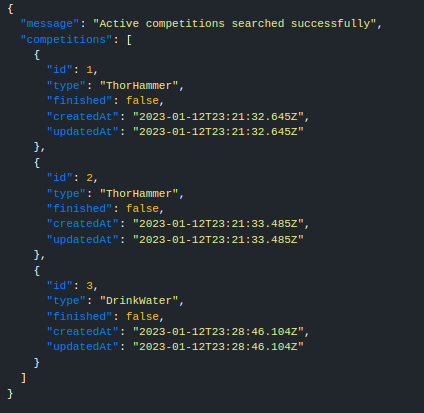 {
  "message": "Active competitions searched successfully",
  "competitions": [
    {
      "id": 1,
      "type": "ThorHammer",
      "finished": false,
      "createdAt": "2023-01-12T23:21:32.645Z",
      "updatedAt": "2023-01-12T23:21:32.645Z"
    },
    {
      "id": 2,
      "type": "ThorHammer",
      "finished": false,
      "createdAt": "2023-01-12T23:21:33.485Z",
      "updatedAt": "2023-01-12T23:21:33.485Z"
    },
    {
      "id": 3,
      "type": "DrinkWater",
      "finished": false,
      "createdAt": "2023-01-12T23:28:46.104Z",
      "updatedAt": "2023-01-12T23:28:46.104Z"
    }
  ]
}